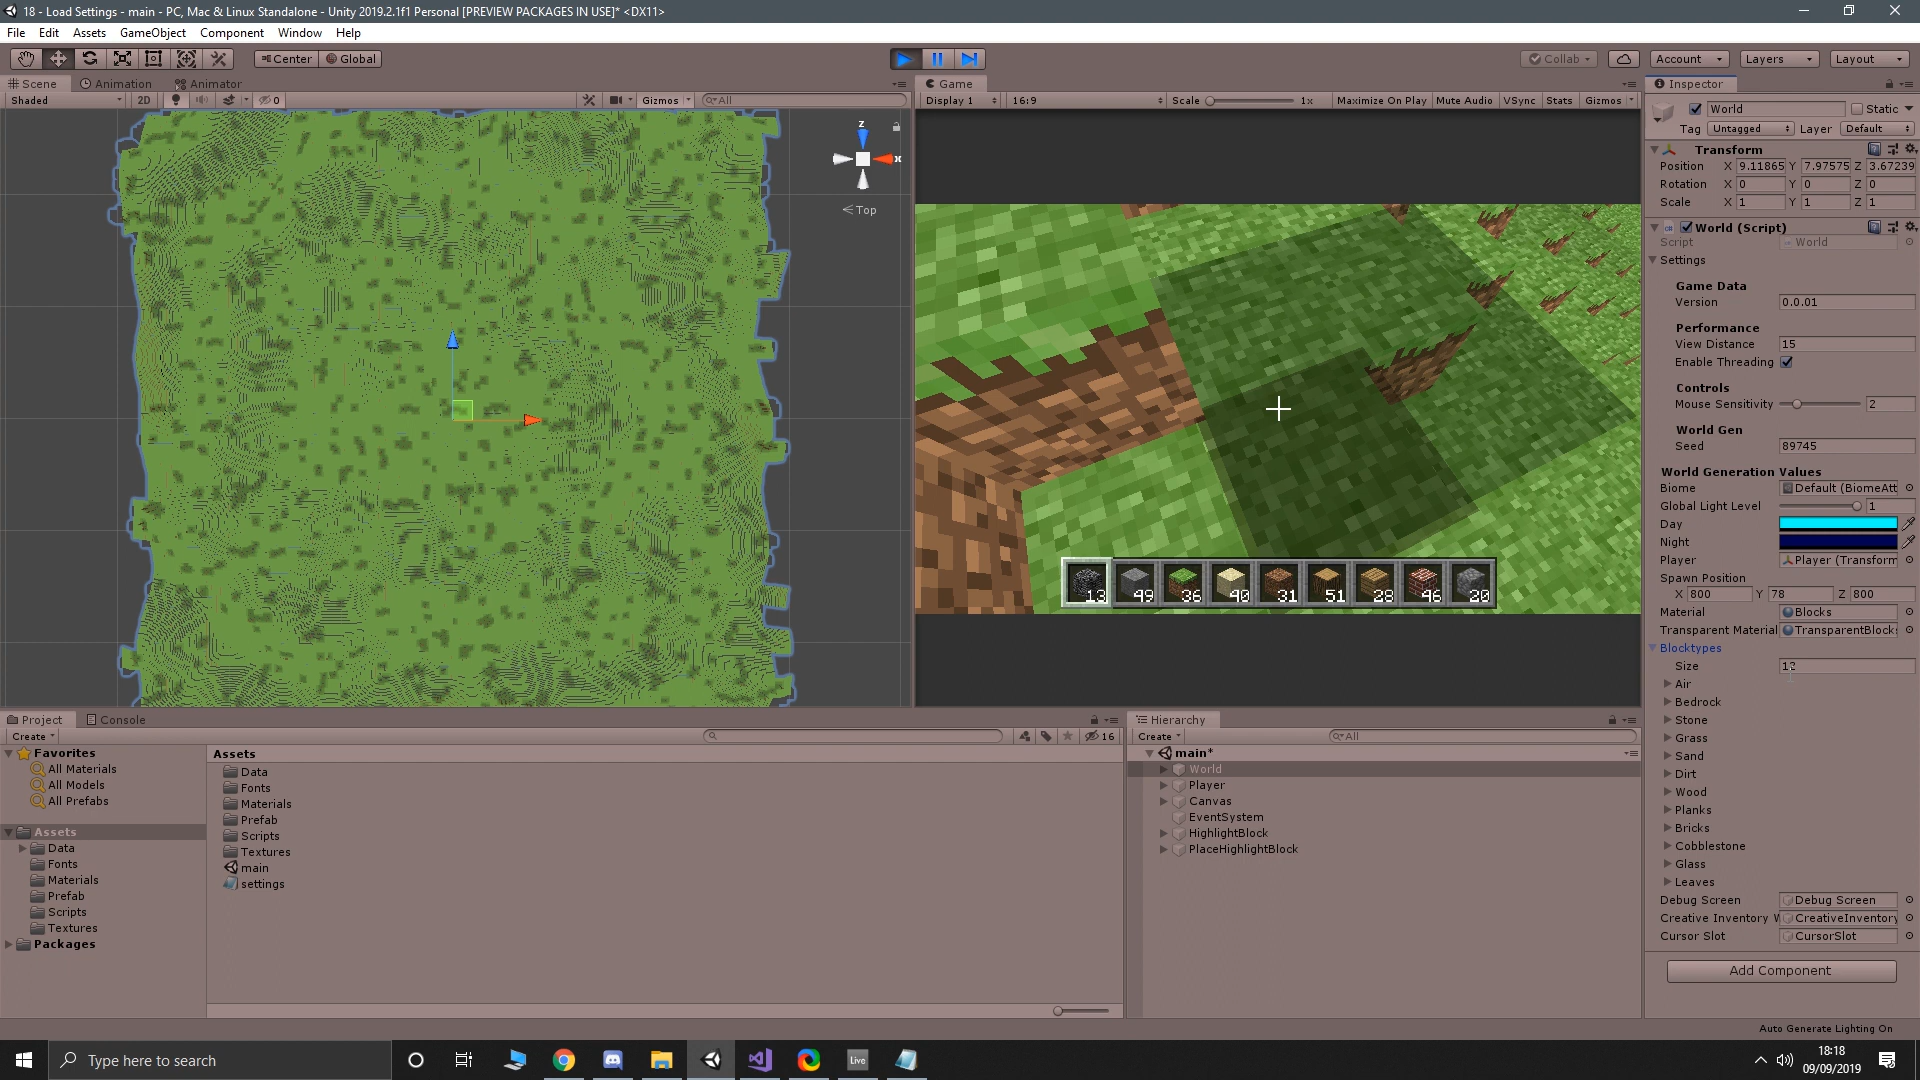 18 - Load Settings - main - PC, Mac & Linux Standalone - Unity 2019.2.1f1 Personal [PREVIEW PACKAGES IN USE]* <DX11>
File Edit Assets GameObject Component Window Help
Center Global Collab Account Layers Layout
Scene Animation Animator
Shaded 2D 0 Gizmos All
z
x
Top
Game
Display 1 16:9 Scale 1x Maximize On Play Mute Audio VSync Stats Gizmos
13 49 36 40 31 51 28 46 20
Inspector
World Static
Tag Untagged Layer Default
Transform
Position X 9.11865 Y 7.97575 Z 3.67239
Rotation X 0 Y 0 Z 0
Scale X 1 Y 1 Z 1
World (Script)
Script World
Settings
Game Data
Version 0.0.01
Performance
View Distance 15
Enable Threading
Controls
Mouse Sensitivity 2
World Gen
Seed 89745
World Generation Values
Biome Default (BiomeAtt
Global Light Level 1
Day
Night
Player Player (Transform
Spawn Position
X 800 Y 78 Z 800
Material Blocks
Transparent Material TransparentBlocks
Blocktypes
Size 12
Air
Bedrock
Stone
Grass
Sand
Dirt
Wood
Planks
Bricks
Cobblestone
Glass
Leaves
Debug Screen Debug Screen
Creative Inventory W CreativeInventory
Cursor Slot CursorSlot
Add Component
Project Console
Create 16
Favorites
All Materials
All Models
All Prefabs
Assets
Data
Fonts
Materials
Prefab
Scripts
Textures
Packages
Assets
Data
Fonts
Materials
Prefab
Scripts
Textures
main
settings
Hierarchy
Create All
main*
World
Player
Canvas
EventSystem
HighlightBlock
PlaceHighlightBlock
Auto Generate Lighting On
Type here to search
Live
18:18
09/09/2019